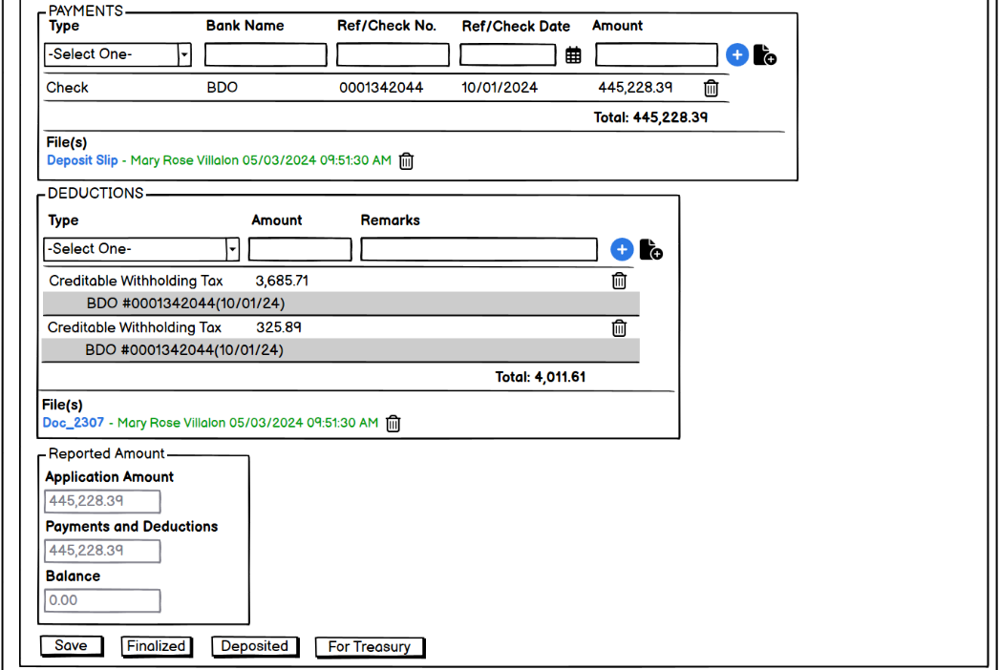 PAYMENTS
Type Bank Name Ref/Check No. Ref/Check Date Amount
-Select One-
Check BDO 0001342044 10/01/2024 445,228.39
Total: 445,228.39
File(s)
Deposit Slip - Mary Rose Villalon 05/03/2024 09:51:30 AM
DEDUCTIONS
Type Amount Remarks
-Select One-
Creditable Withholding Tax 3,685.71
BDO #0001342044(10/01/24)
Creditable Withholding Tax 325.89
BDO #0001342044(10/01/24)
Total: 4,011.61
File(s)
Doc_2307 - Mary Rose Villalon 05/03/2024 09:51:30 AM
Reported Amount
Application Amount
445,228.39
Payments and Deductions
445,228.39
Balance
0.00
Save Finalized Deposited For Treasury